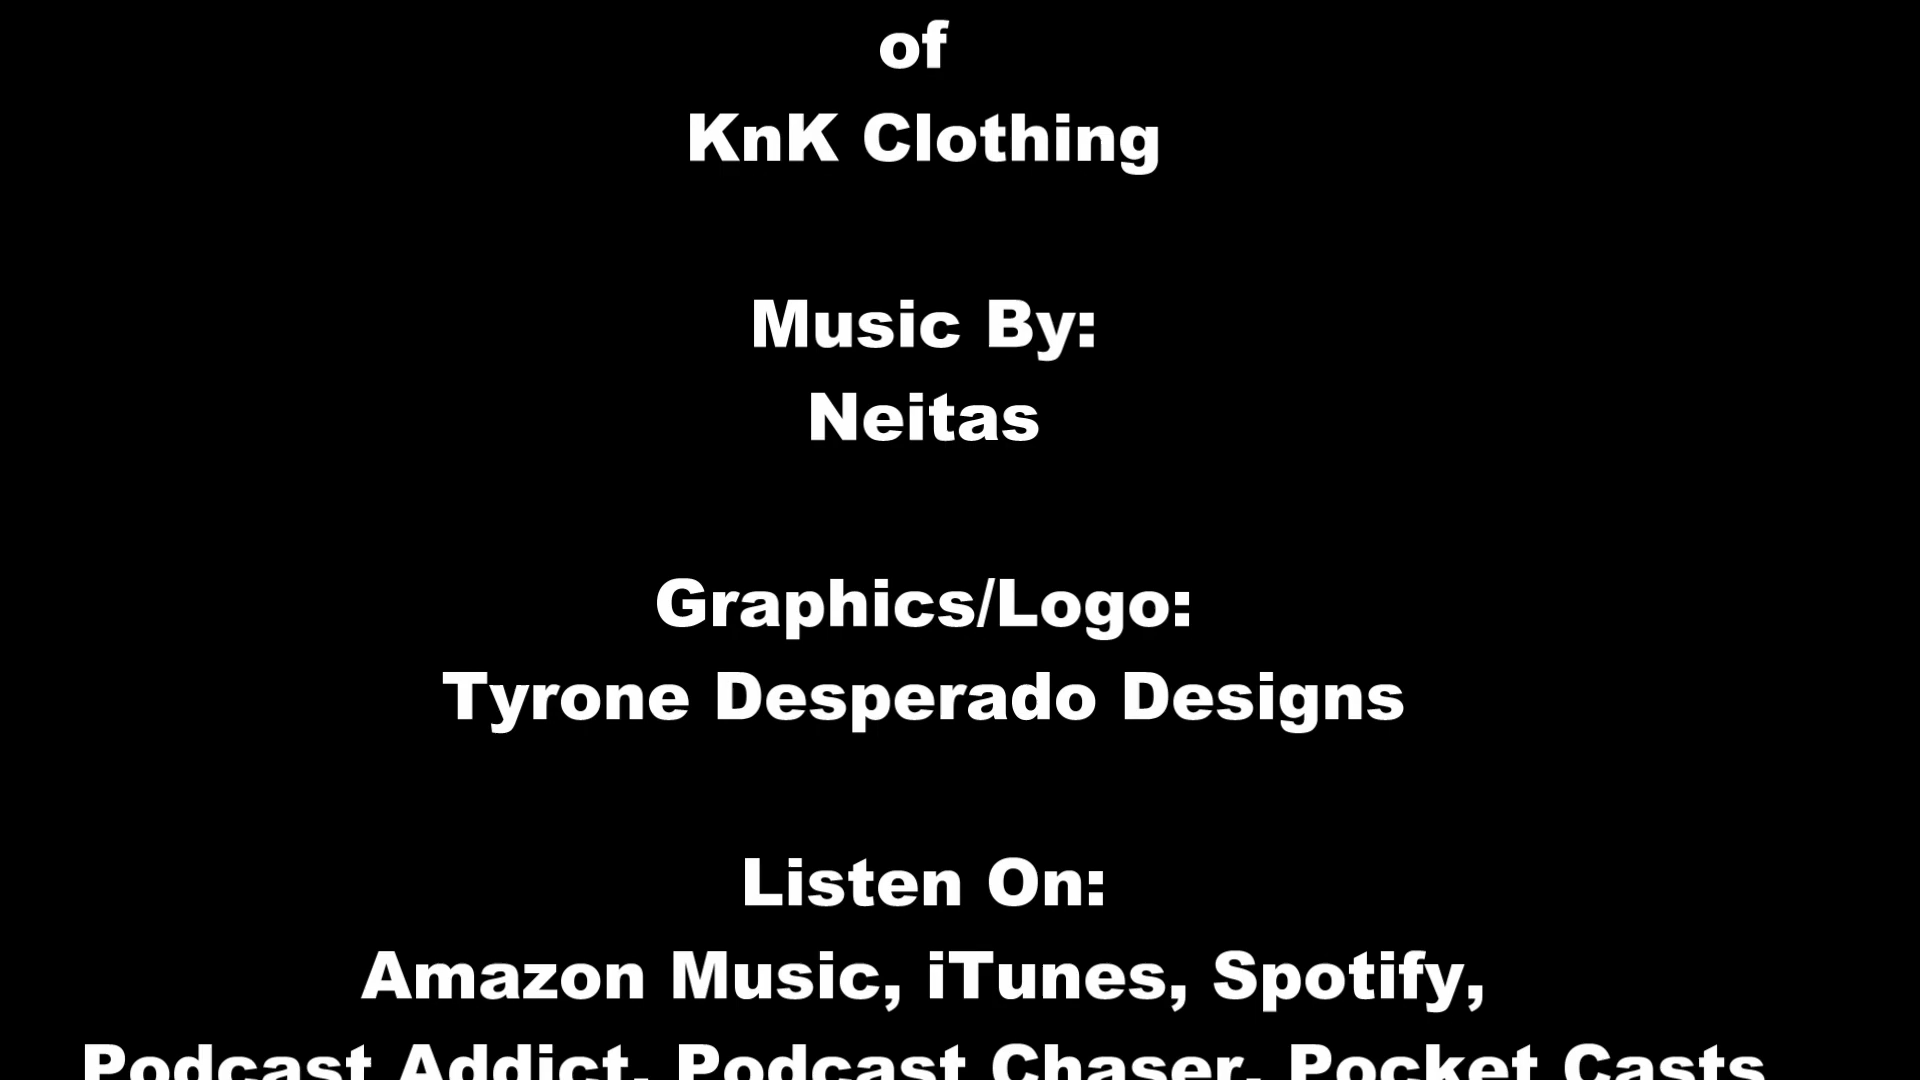 of
KnK Clothing
Music By:
Neitas
Graphics/Logo:
Tyrone Desperado Designs
Listen On:
Amazon Music, iTunes, Spotify,
Podcast Addict, Podcast Chaser, Pocket Casts